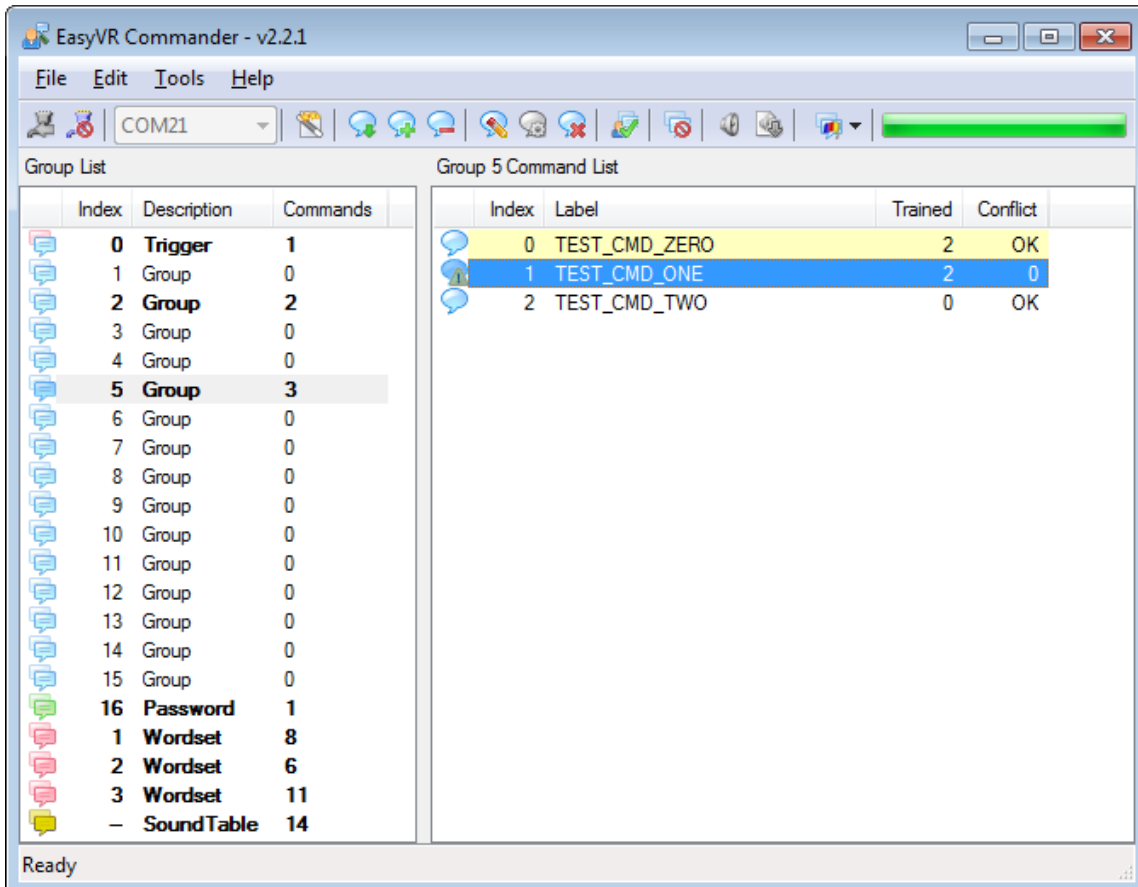 EasyVR Commander - v2.2.1
File Edit Tools Help
COM21
Group List
Index Description Commands
0 Trigger 1
1 Group 0
2 Group 2
3 Group 0
4 Group 0
5 Group 3
6 Group 0
7 Group 0
8 Group 0
9 Group 0
10 Group 0
11 Group 0
12 Group 0
13 Group 0
14 Group 0
15 Group 0
16 Password 1
1 Wordset 8
2 Wordset 6
3 Wordset 11
– SoundTable 14
Group 5 Command List
Index Label Trained Conflict
0 TEST_CMD_ZERO 2 OK
1 TEST_CMD_ONE 2 0
2 TEST_CMD_TWO 0 OK
Ready